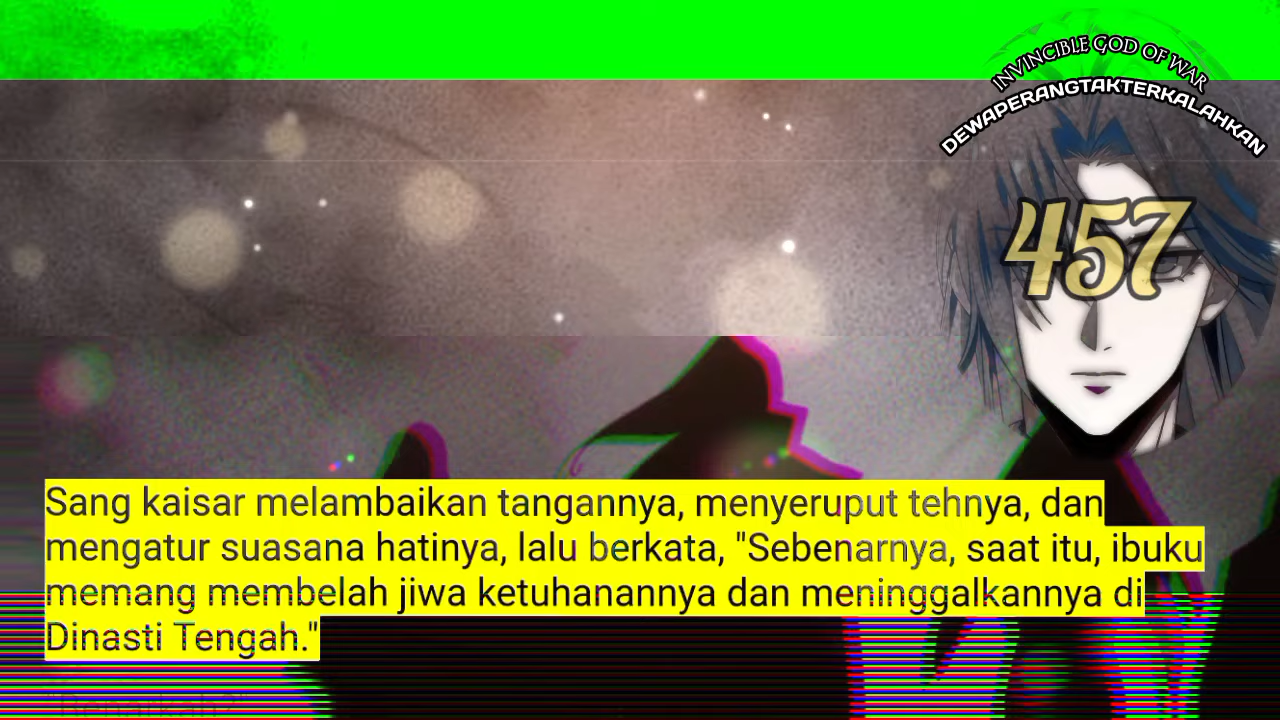 INVINCIBLE GOD OF WAR
DEWAPERANGTAKTERKALAHKAN
457
Sang kaisar melambaikan tangannya, menyeruput tehnya, dan
mengatur suasana hatinya, lalu berkata, "Sebenarnya, saat itu, ibuku
memang membelah jiwa ketuhanannya dan meninggalkannya di
Dinasti Tengah."
"Benarkah?"